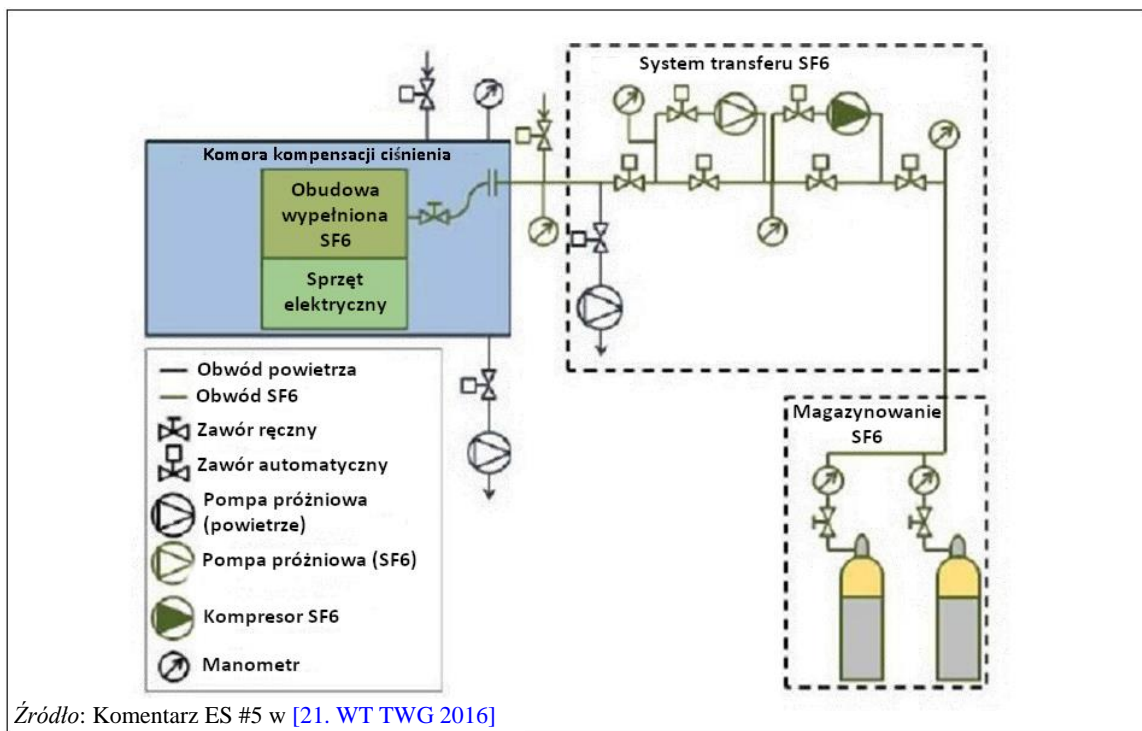 System transferu SF6
Komora kompensacji ciśnienia
Obudowa
wypełniona
SF6
Sprzęt
elektryczny
Obwód powietrza
Obwód SF6
Zawór ręczny
Zawór automatyczny
Pompa próżniowa
(powietrze)
Pompa próżniowa (SF6)
Kompresor SF6
Manometr
Magazynowanie
SF6
Źródło: Komentarz ES #5 w [21. WT TWG 2016]